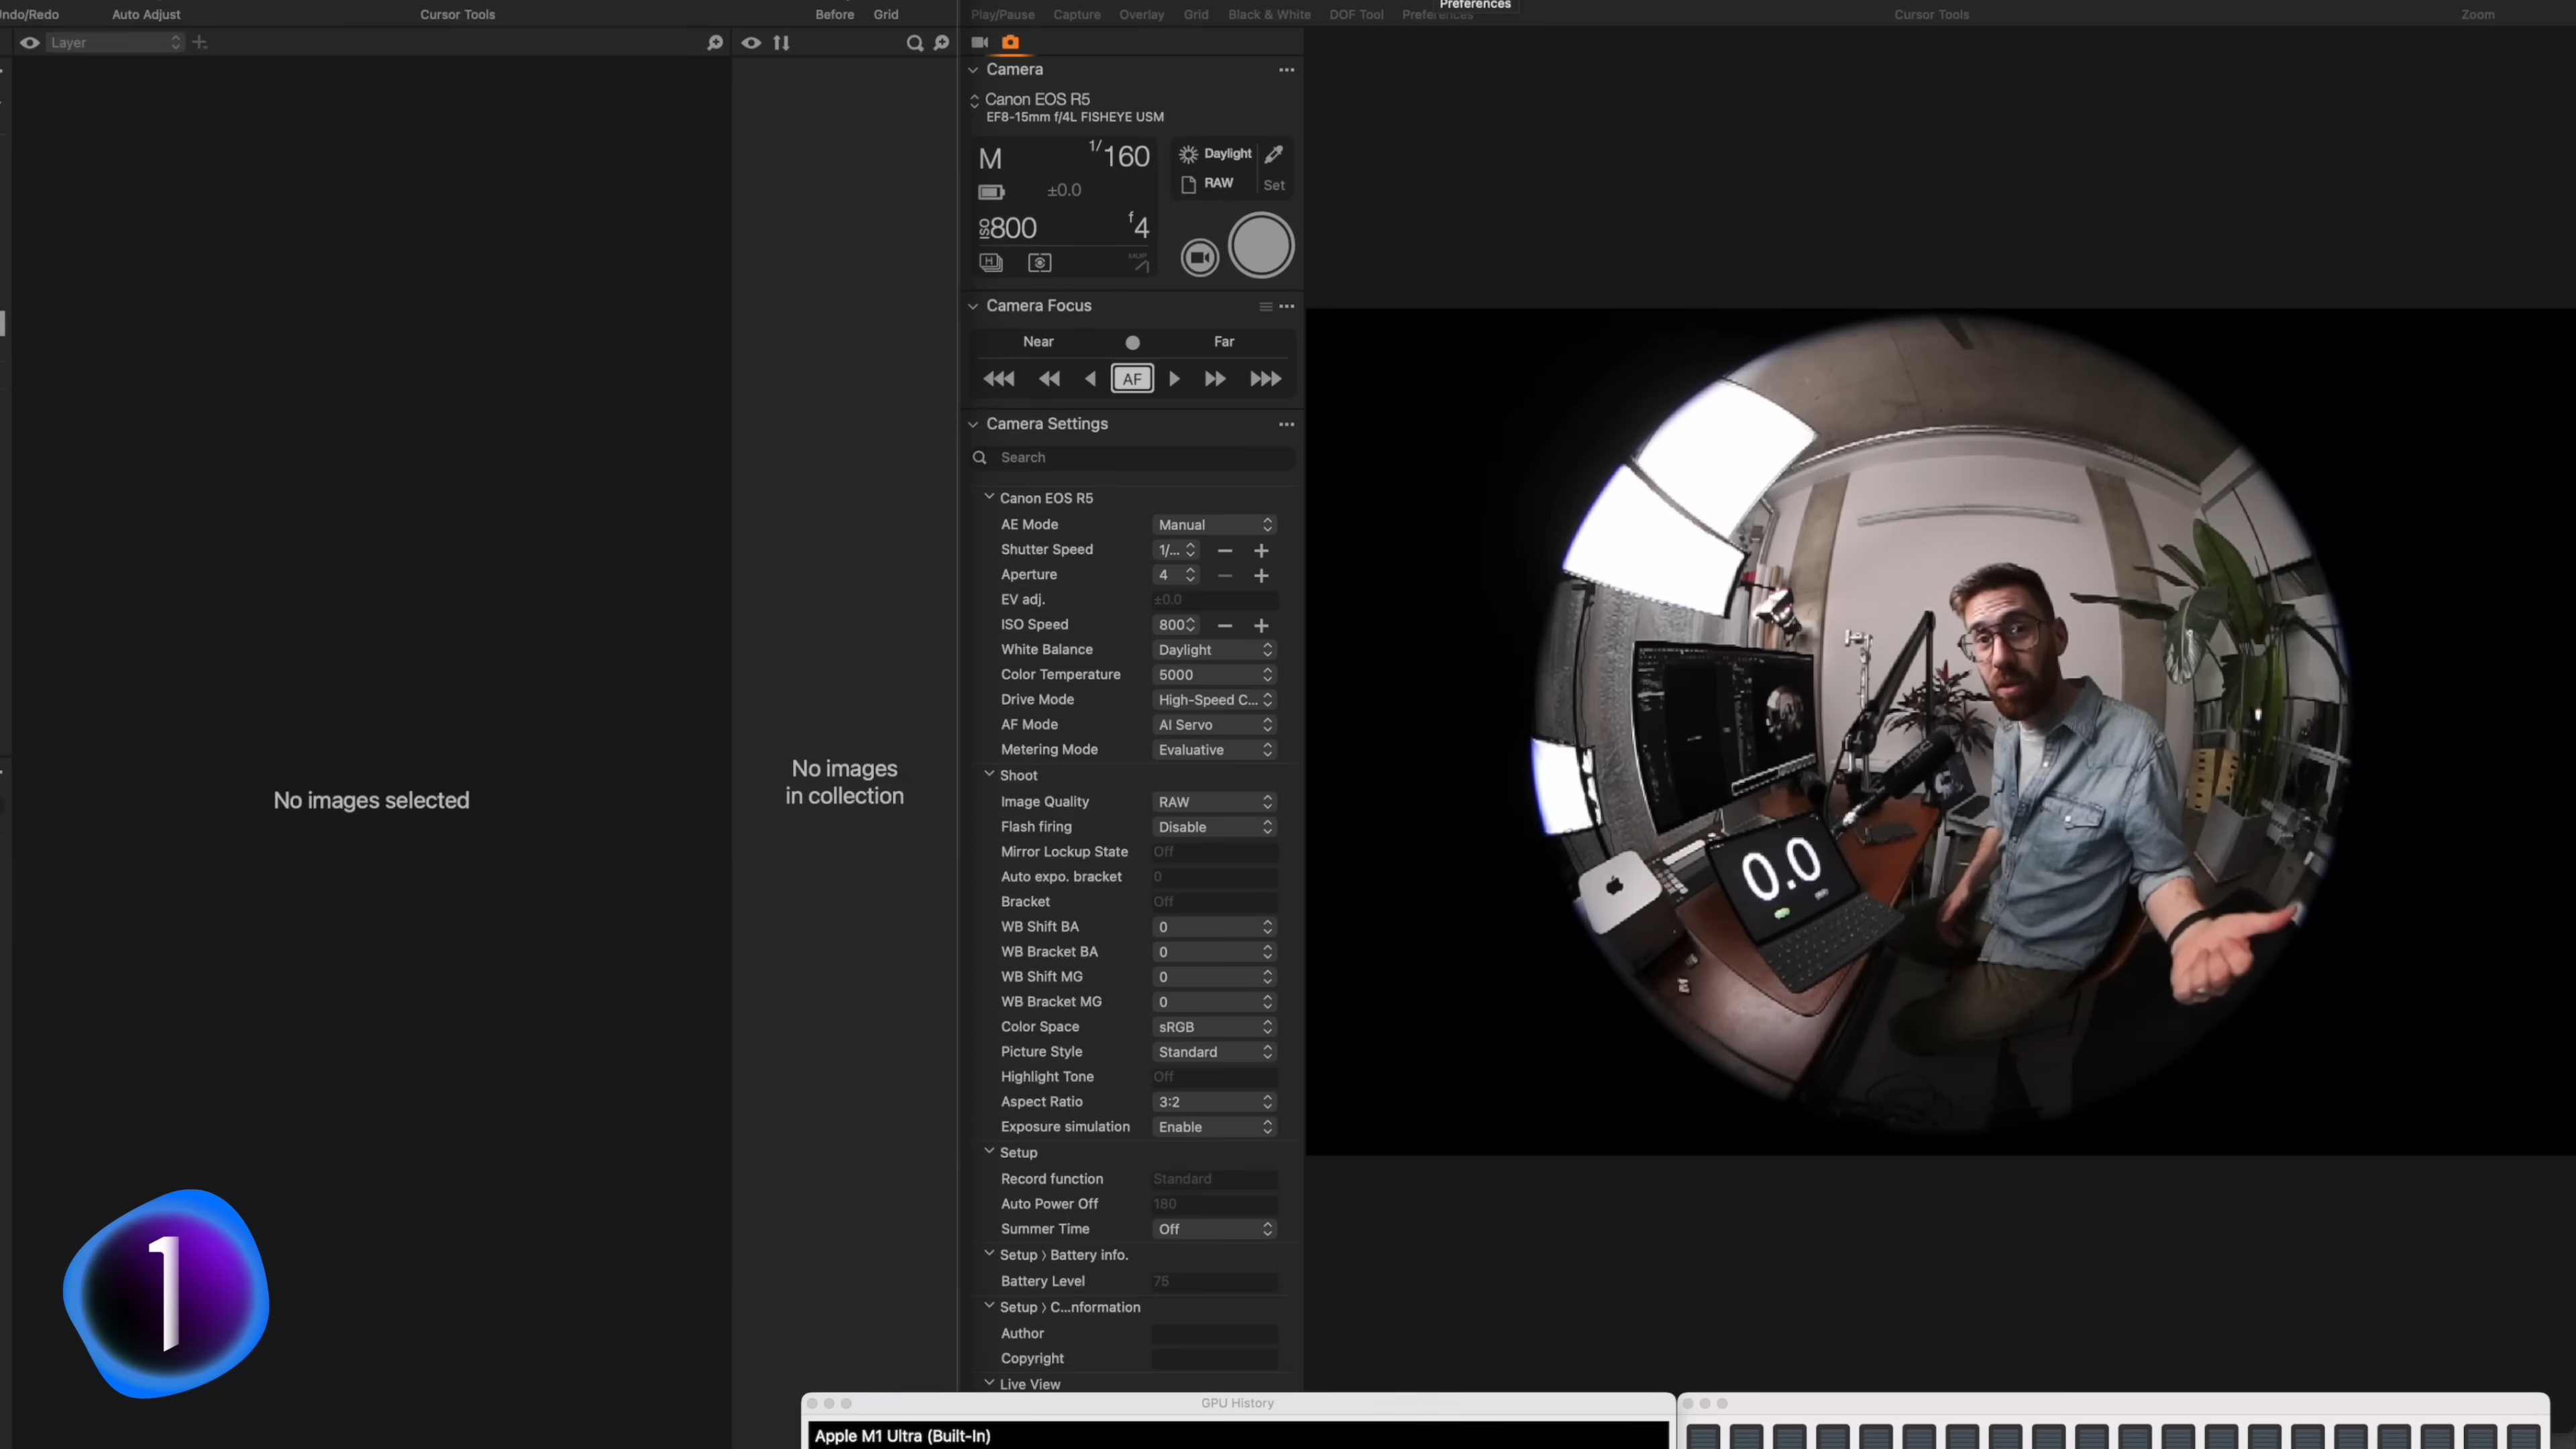 Preferences
Undo/Redo Auto Adjust Cursor Tools Before Grid Play/Pause Capture Overlay Grid Black & White DOF Tool Preferences Cursor Tools Zoom
Layer
Camera
Canon EOS R5
EF8-15mm f/4L FISHEYE USM
M 1/160
Daylight
±0.0
RAW Set
ISO 800 f4
H MUP
Camera Focus
Near Far
AF
Camera Settings
Search
Canon EOS R5
AE Mode Manual
Shutter Speed 1/...
Aperture 4
EV adj. ±0.0
ISO Speed 800
White Balance Daylight
Color Temperature 5000
Drive Mode High-Speed C...
AF Mode AI Servo
Metering Mode Evaluative
Shoot
Image Quality RAW
Flash firing Disable
Mirror Lockup State Off
Auto expo. bracket 0
Bracket Off
WB Shift BA 0
WB Bracket BA 0
WB Shift MG 0
WB Bracket MG 0
Color Space sRGB
Picture Style Standard
Highlight Tone Off
Aspect Ratio 3:2
Exposure simulation Enable
Setup
Record function Standard
Auto Power Off 180
Summer Time Off
Setup 〉 Battery info.
Battery Level 75
Setup 〉 C...nformation
Author
Copyright
Live View
No images selected
No images
in collection
0.0
1
GPU History
Apple M1 Ultra (Built-In)